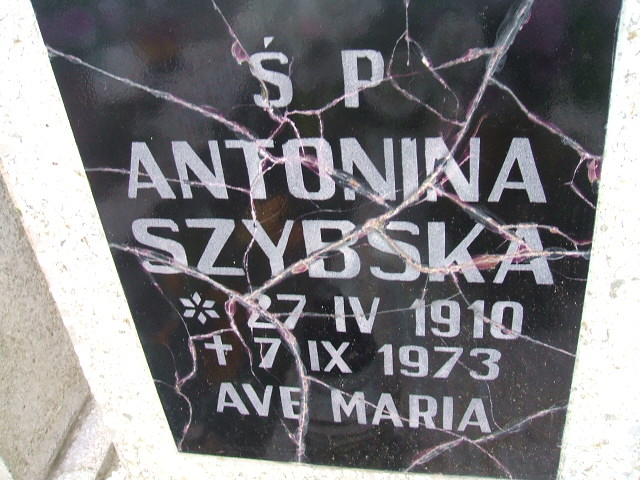 Ś P
ANTONINA
SZYBSKA
* 27 IV 1910
+ 7 IX 1973
AVE MARIA